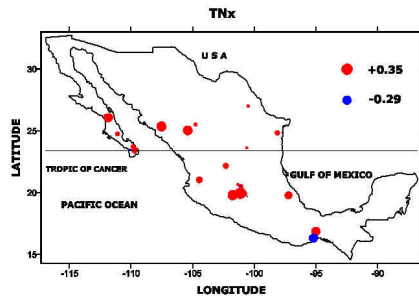 TNx
U S A
+0.35
-0.29
LATITUDE
30
25
20
15
TROPIC OF CANCER
GULF OF MEXICO
PACIFIC OCEAN
-115
-110
-105
-100
-95
-90
LONGITUDE